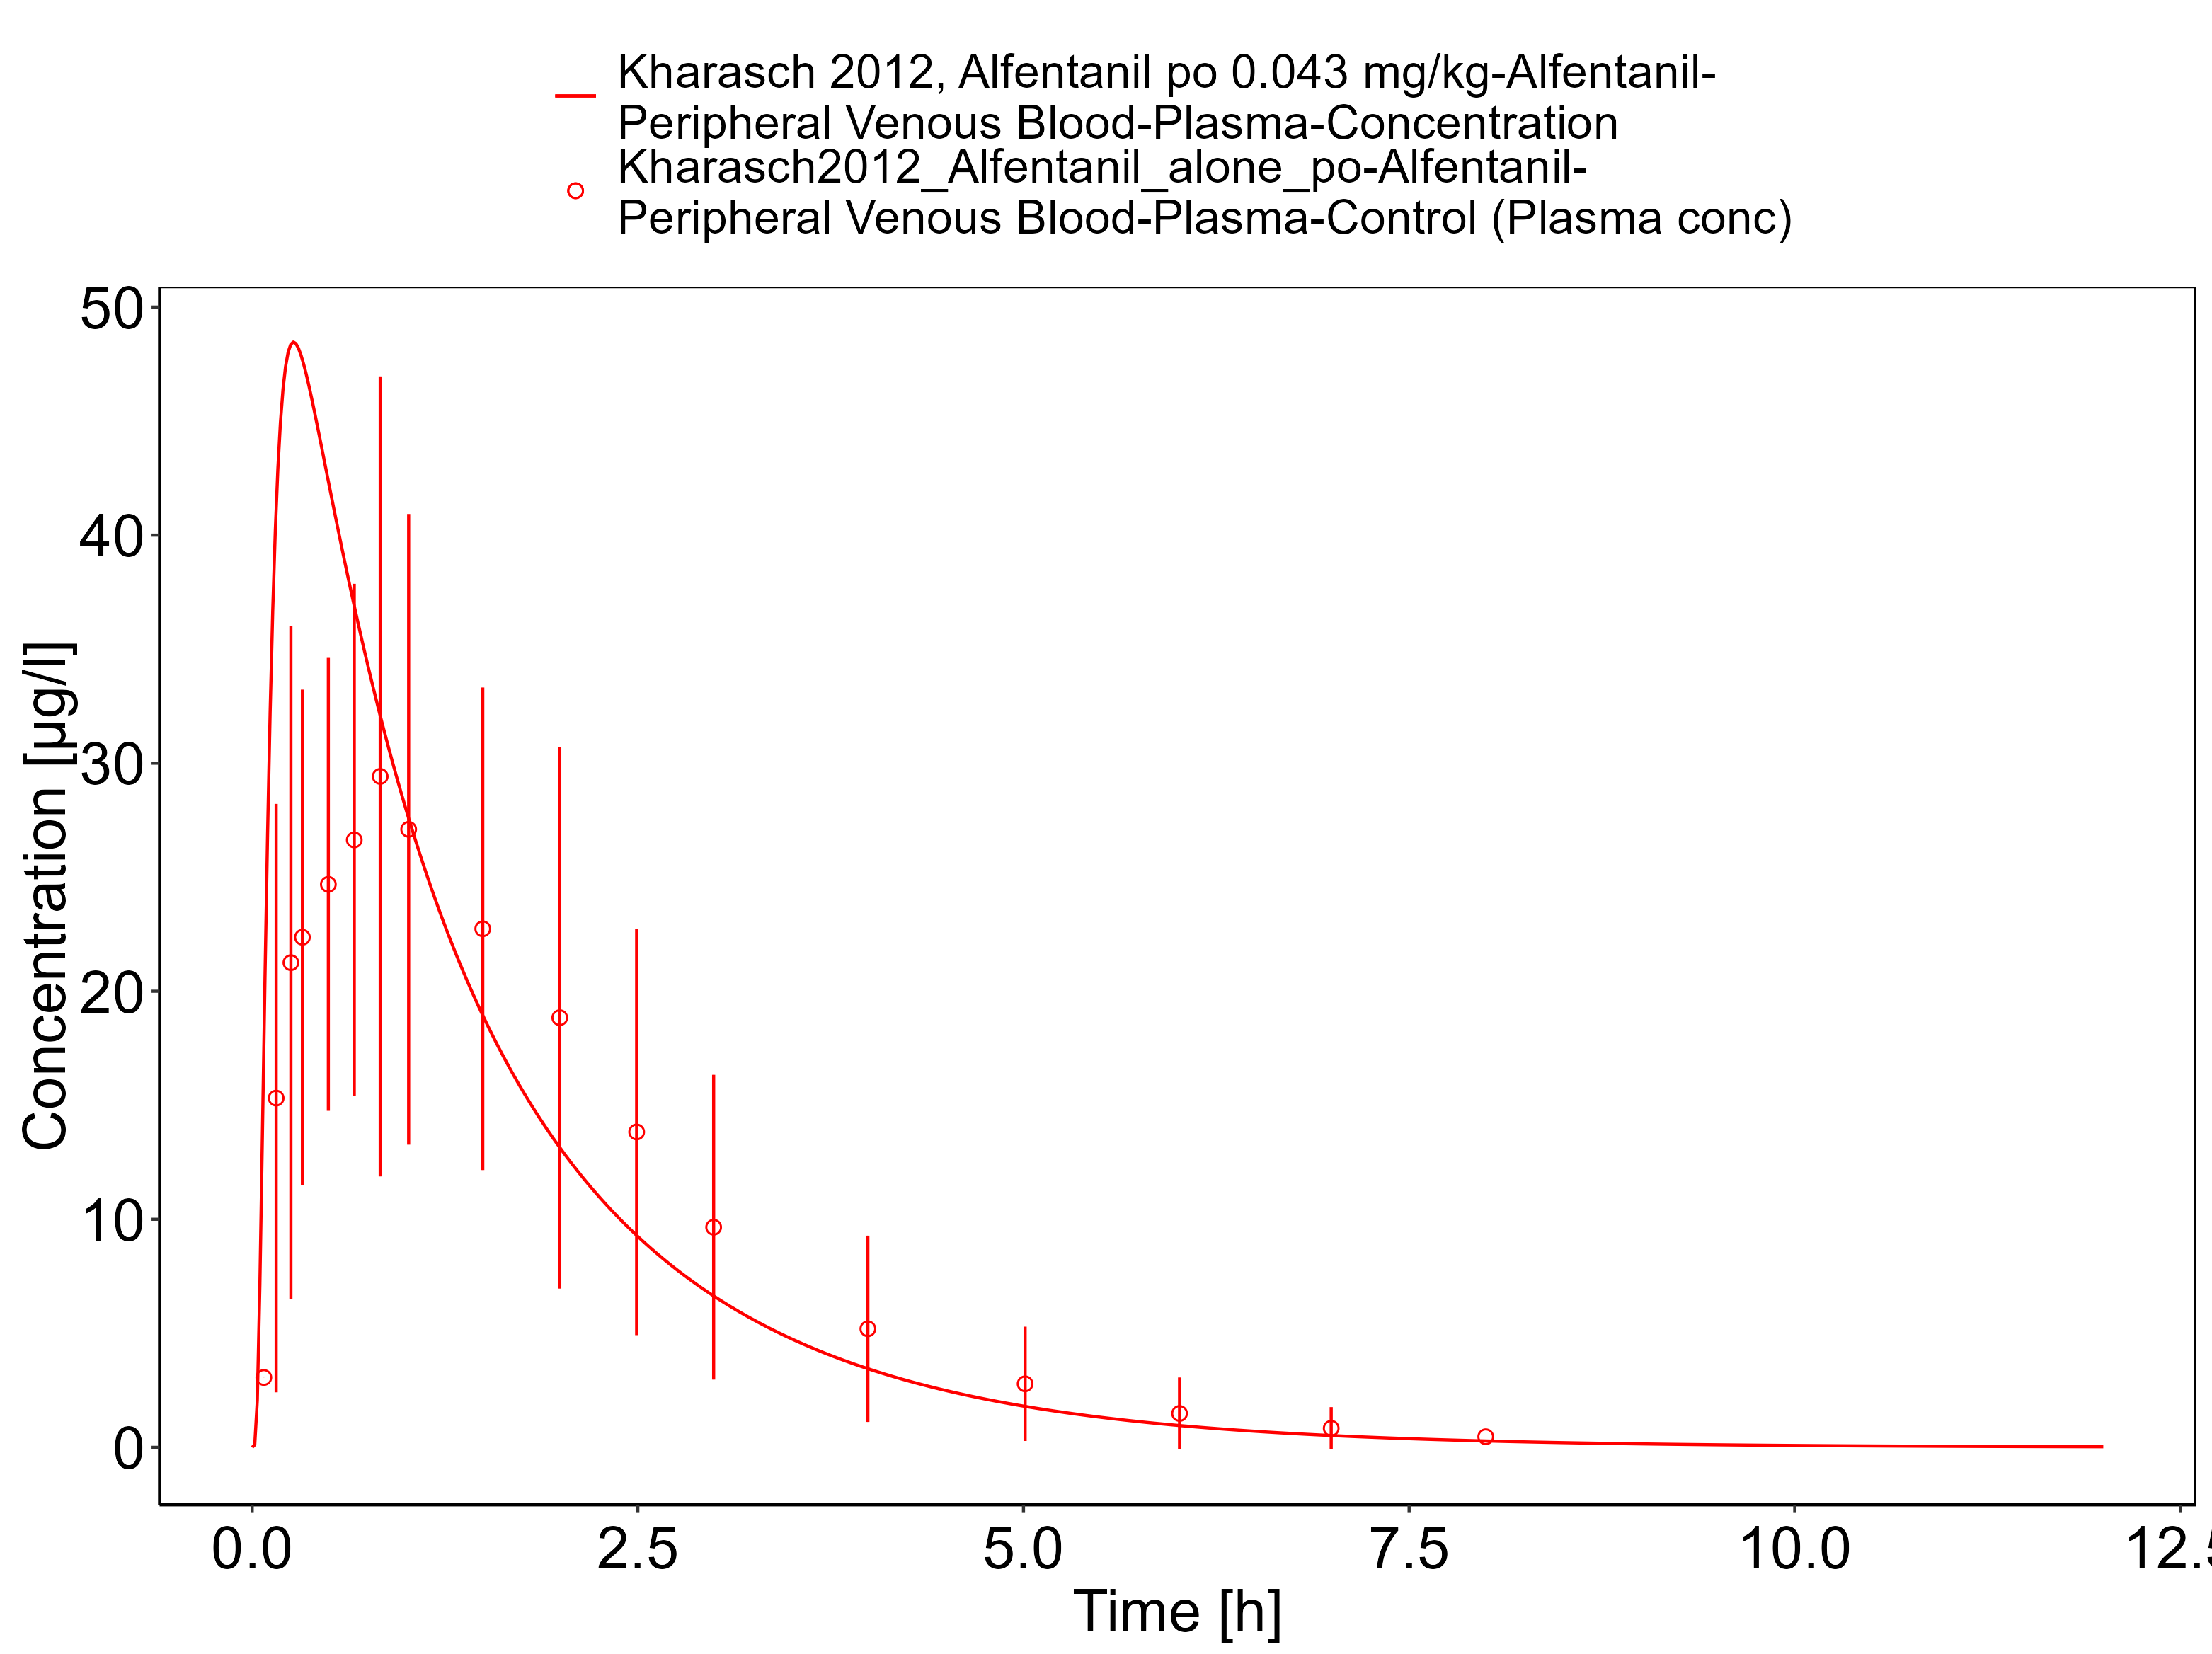 Kharasch 2012, Alfentanil po 0.043 mg/kg-Alfentanil-
Peripheral Venous Blood-Plasma-Concentration
Kharasch2012_Alfentanil_alone_po-Alfentanil-
Peripheral Venous Blood-Plasma-Control (Plasma conc)
50
40
30
20
10
0
Concentration [µg/l]
0.0
2.5
5.0
7.5
10.0
12.5
Time [h]